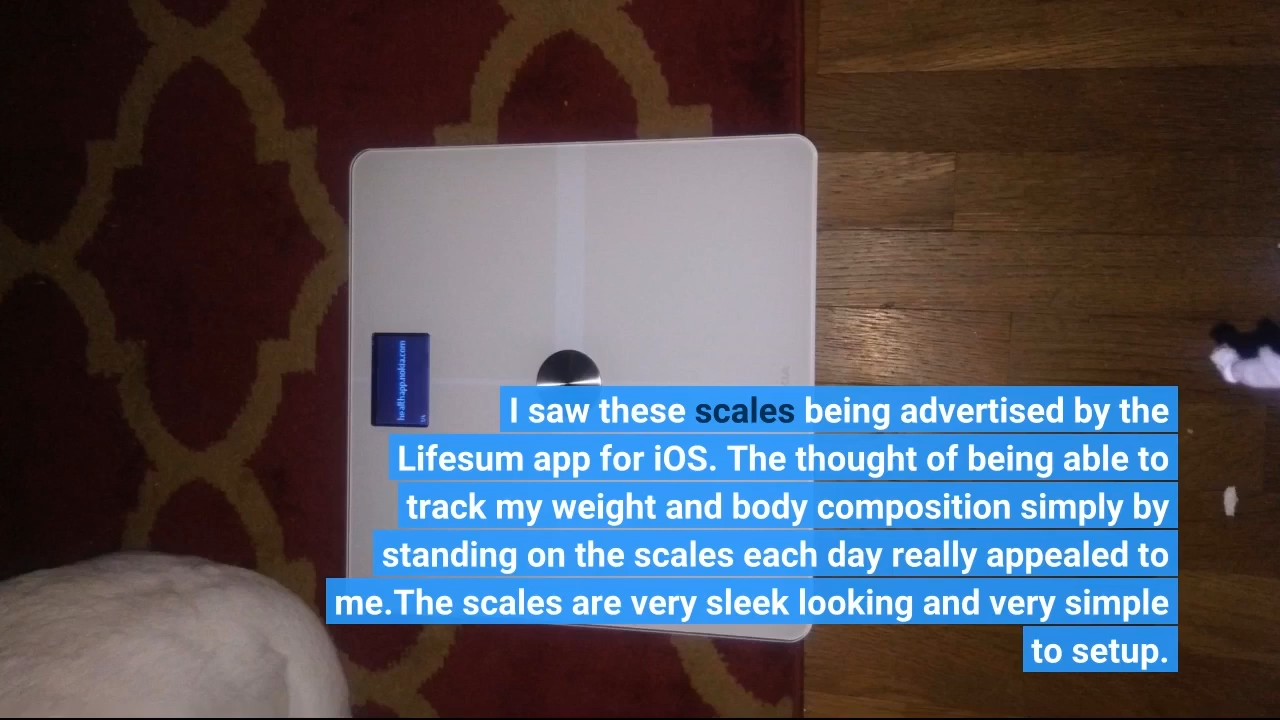 healthapp.nokia.com
I saw these scales being advertised by the
Lifesum app for iOS. The thought of being able to
track my weight and body composition simply by
standing on the scales each day really appealed to
me.The scales are very sleek looking and very simple
to setup.